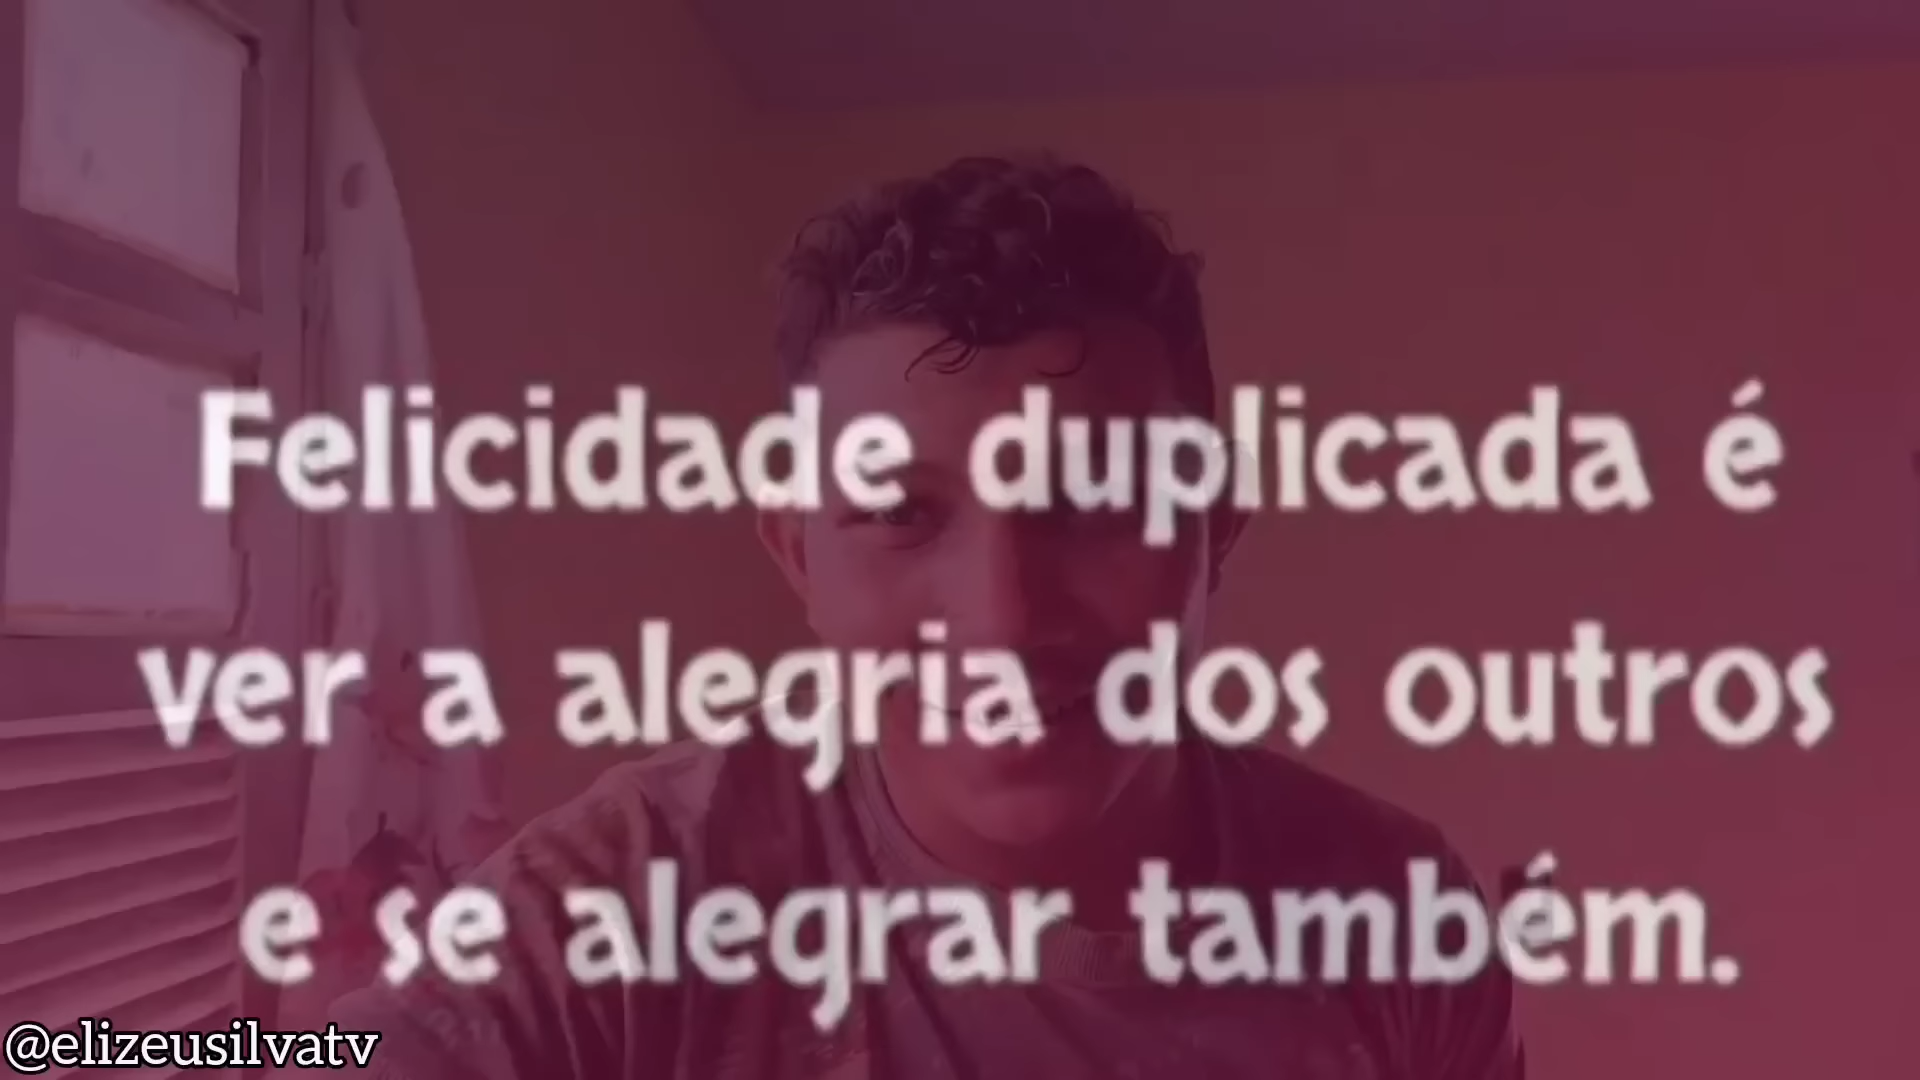 Felicidade duplicada é
ver a alegria dos outros
e se alegrar também.
@elizeusilvatv